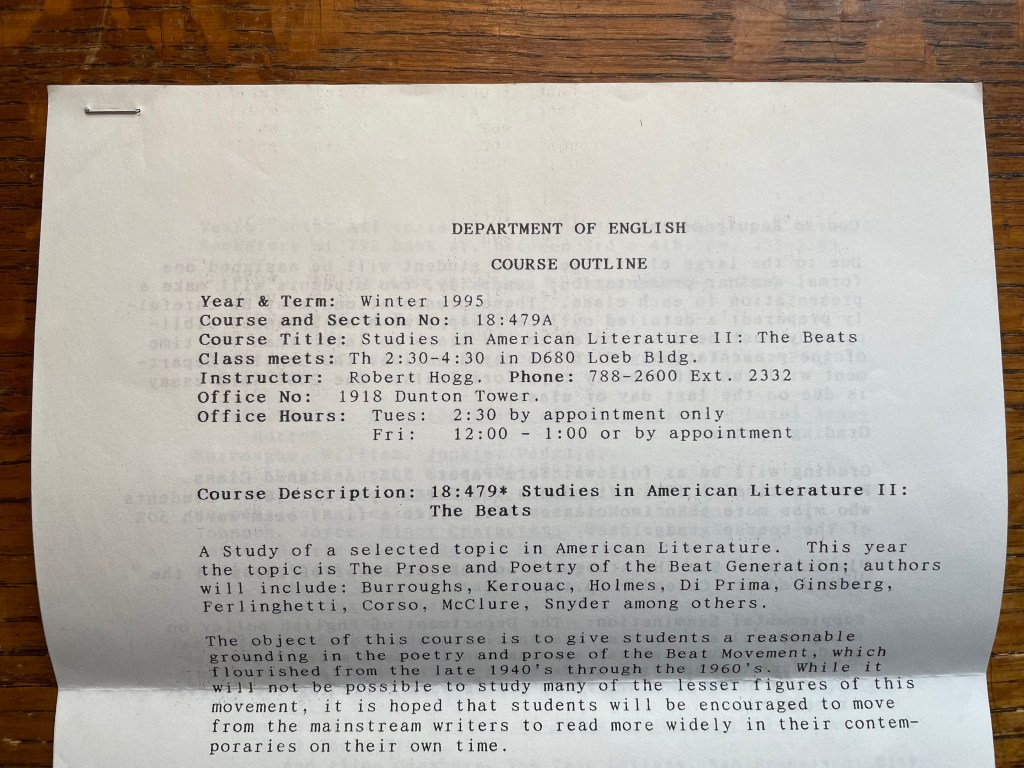 DEPARTMENT OF ENGLISH
COURSE OUTLINE
Year & Term: Winter 1995
Course and Section No: 18:479A
Course Title: Studies in American Literature II: The Beats
Class meets: Th 2:30-4:30 in D680 Loeb Bldg.
Instructor: Robert Hogg. Phone: 788-2600 Ext. 2332
Office No: 1918 Dunton Tower.
Office Hours: Tues: 2:30 by appointment only
Fri: 12:00 - 1:00 or by appointment
Course Description: 18:479* Studies in American Literature II:
The Beats
A Study of a selected topic in American Literature. This year
the topic is The Prose and Poetry of the Beat Generation; authors
will include: Burroughs, Kerouac, Holmes, Di Prima, Ginsberg,
Ferlinghetti, Corso, McClure, Snyder among others.
The object of this course is to give students a reasonable
grounding in the poetry and prose of the Beat Movement, which
flourished from the late 1940's through the 1960's. While it
will not be possible to study many of the lesser figures of this
movement, it is hoped that students will be encouraged to move
from the mainstream writers to read more widely in their contem-
poraries on their own time.